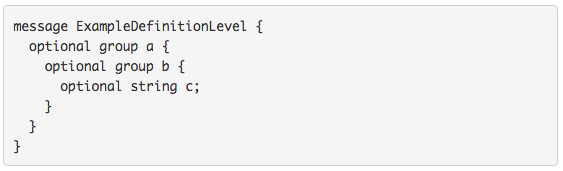 message ExampleDefinitionLevel {
  optional group a {
    optional group b {
      optional string c;
    }
  }
}